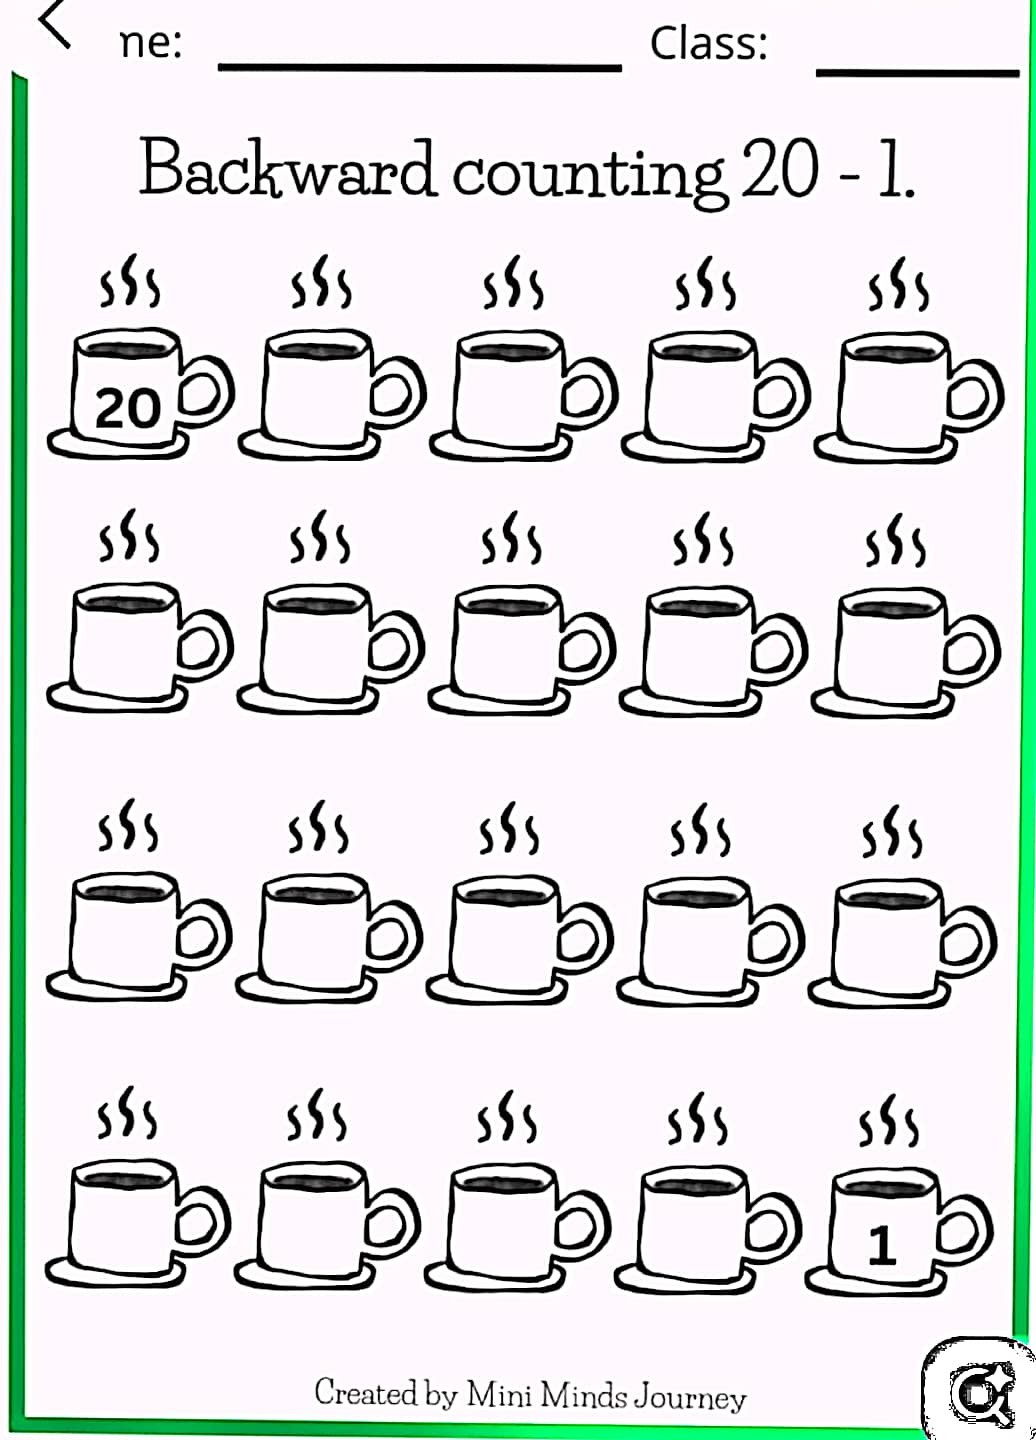 ne: Class:
Backward counting 20 - 1.
20
1
Created by Mini Minds Journey